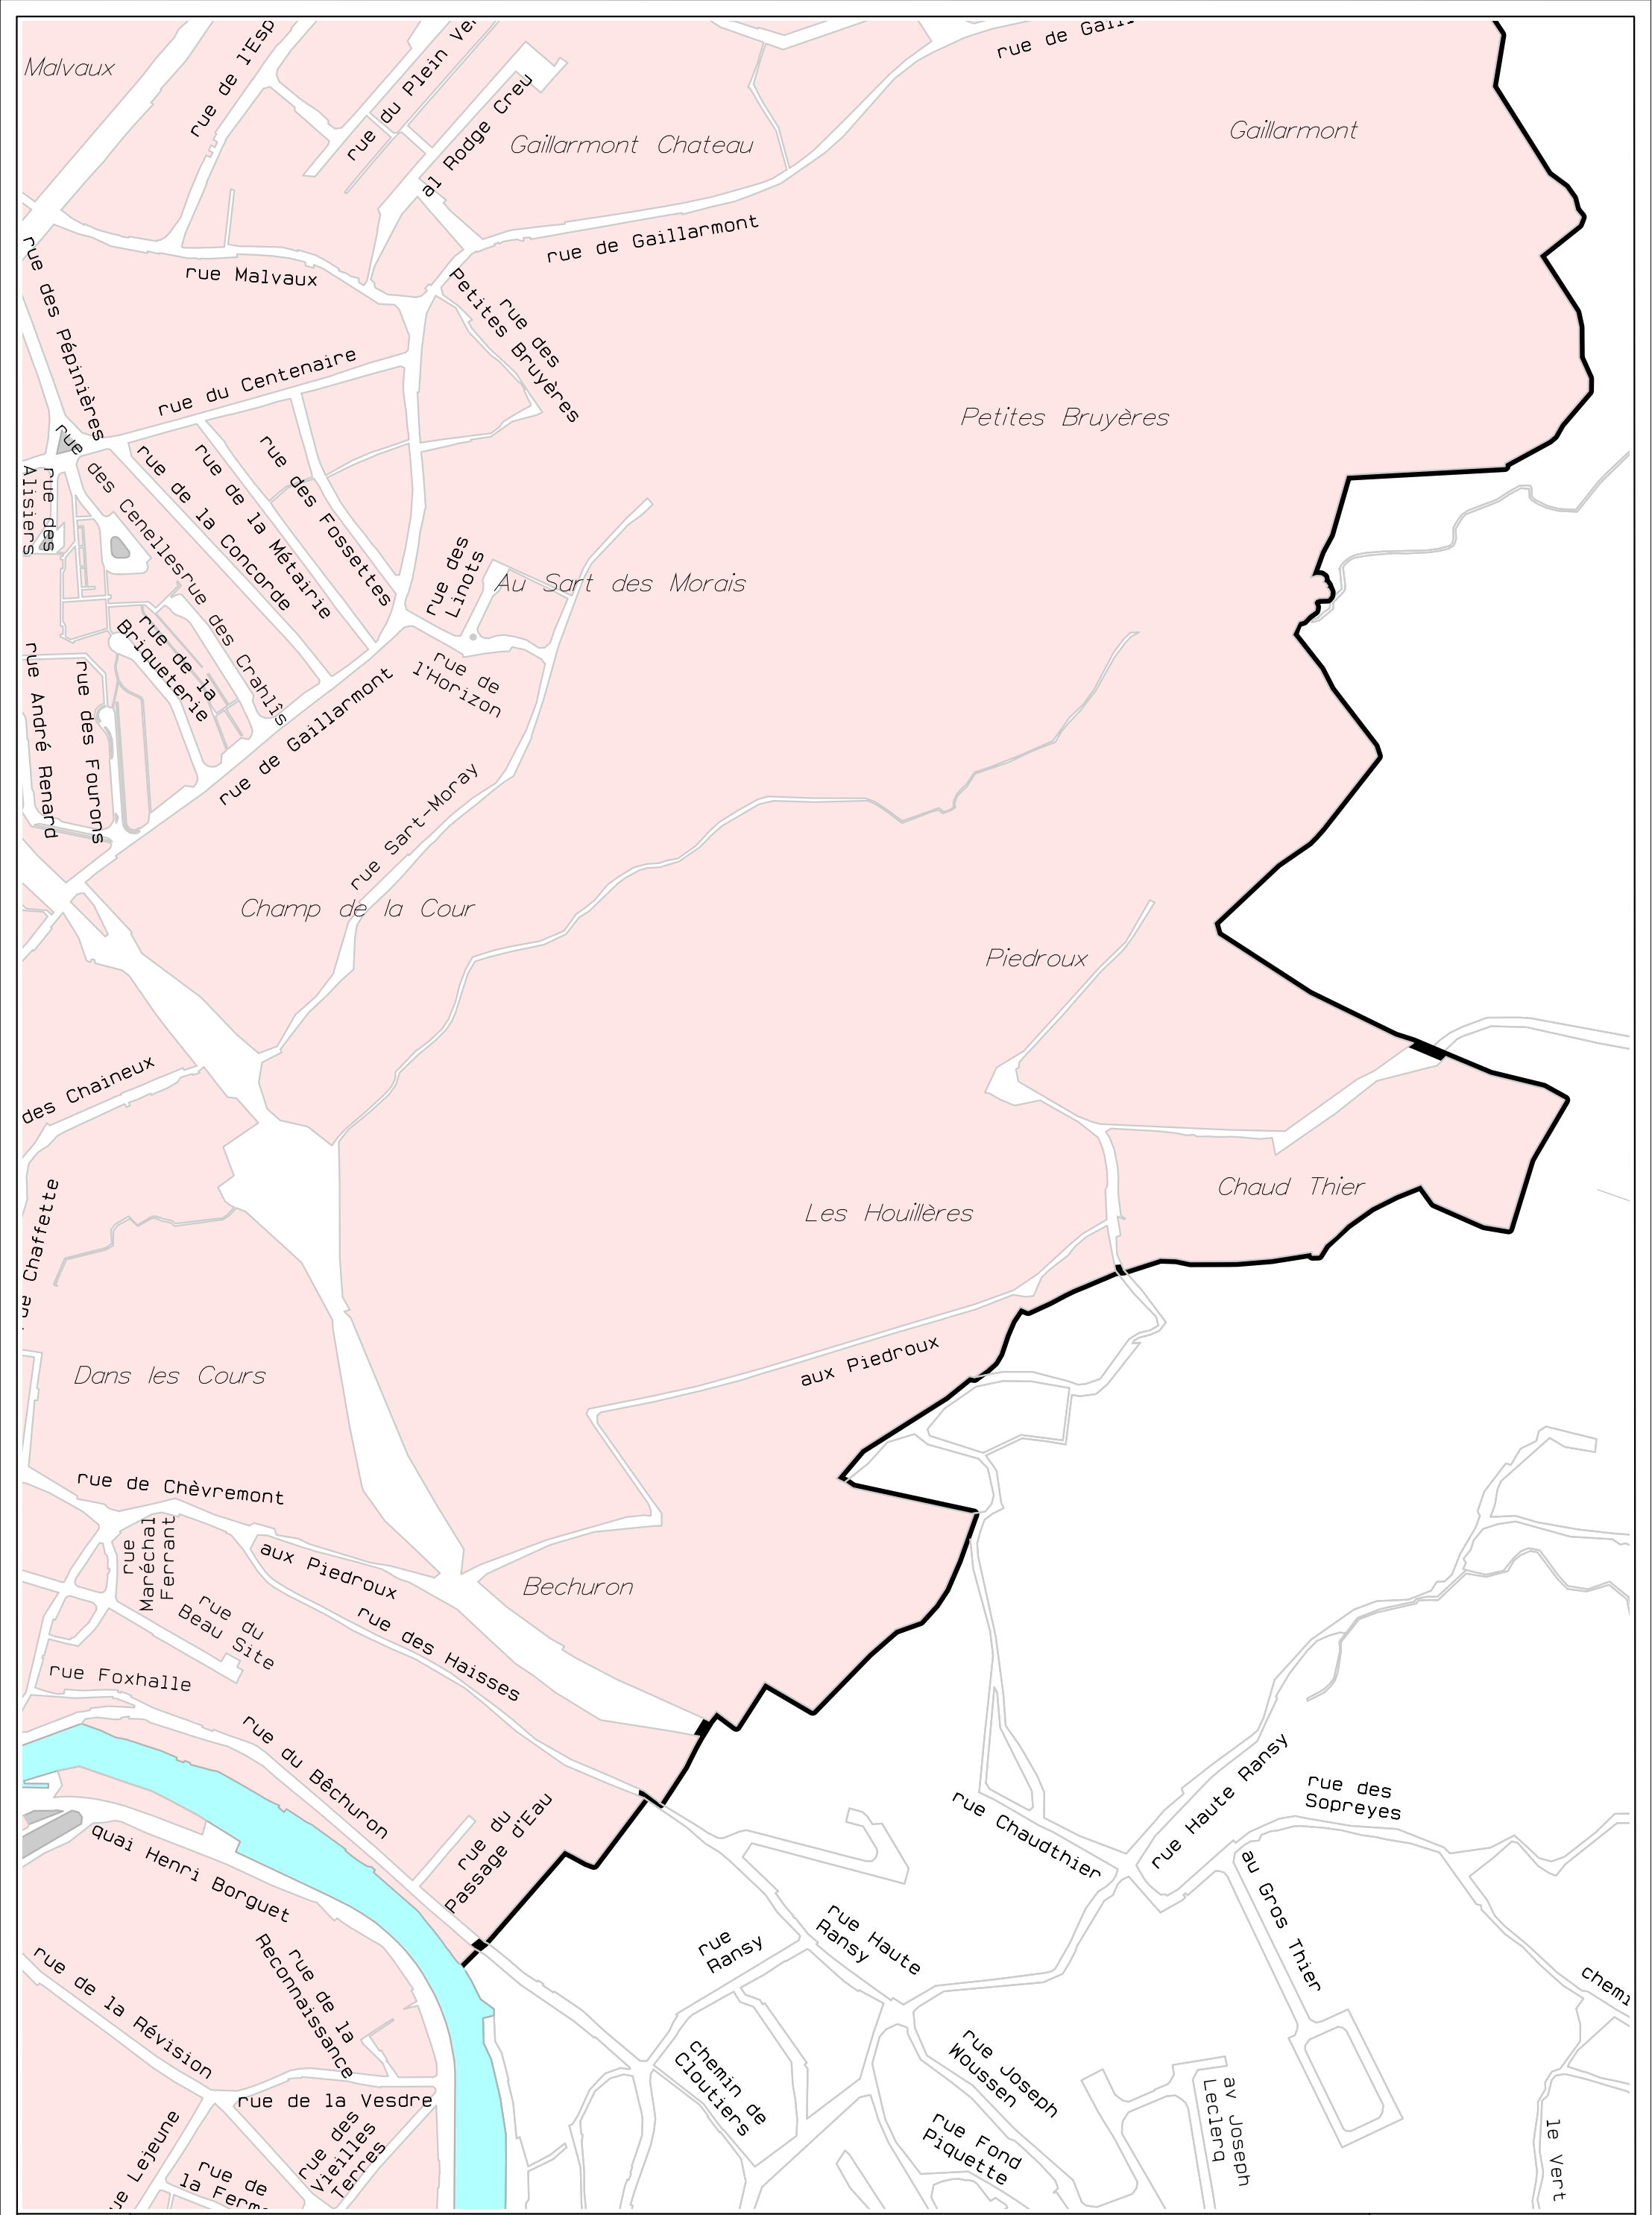 Malvaux
rue de l'Esp
rue du Plein Ve
al Rodge Creu
Gaillarmont Chateau
rue de Gail
Gaillarmont
rue de Gaillarmont
rue Malvaux
rue des Pépinières
rue des
Petites Bruyères
rue du Centenaire
Petites Bruyères
rue des
Alisiers
rue des Cenelles
rue de la Concorde
rue de la Métairie
rue des Fossettes
rue des
Linots
Au Sart des Morais
rue des Crahlîs
rue de la
Briqueterie
rue de
l'Horizon
rue André Renard
rue des Fourons
rue de Gaillarmont
rue Sart-Moray
Champ de la Cour
Piedroux
des Chaineux
Chaud Thier
Les Houillères
ue Chaffette
aux Piedroux
Dans les Cours
rue de Chèvremont
rue
Maréchal
Ferrant
aux Piedroux
Bechuron
rue du
Beau Site
rue des Haisses
rue Foxhalle
rue du Bêchuron
rue du
Passage d'Eau
quai Henri Borguet
rue Chaudthier
rue Haute Ransy
rue des
Sopreyes
au Gros Thier
rue
Ransy
rue Haute
Ransy
rue de la Révision
rue de la
Reconnaissance
chemi
chemin de
Cloutiers
rue Joseph
Woussen
av Joseph
Leclerq
rue de la Vesdre
rue des
Vieilles
Terres
rue Fond
Piquette
le Vert
ue Lejeune
rue de
la Ferm